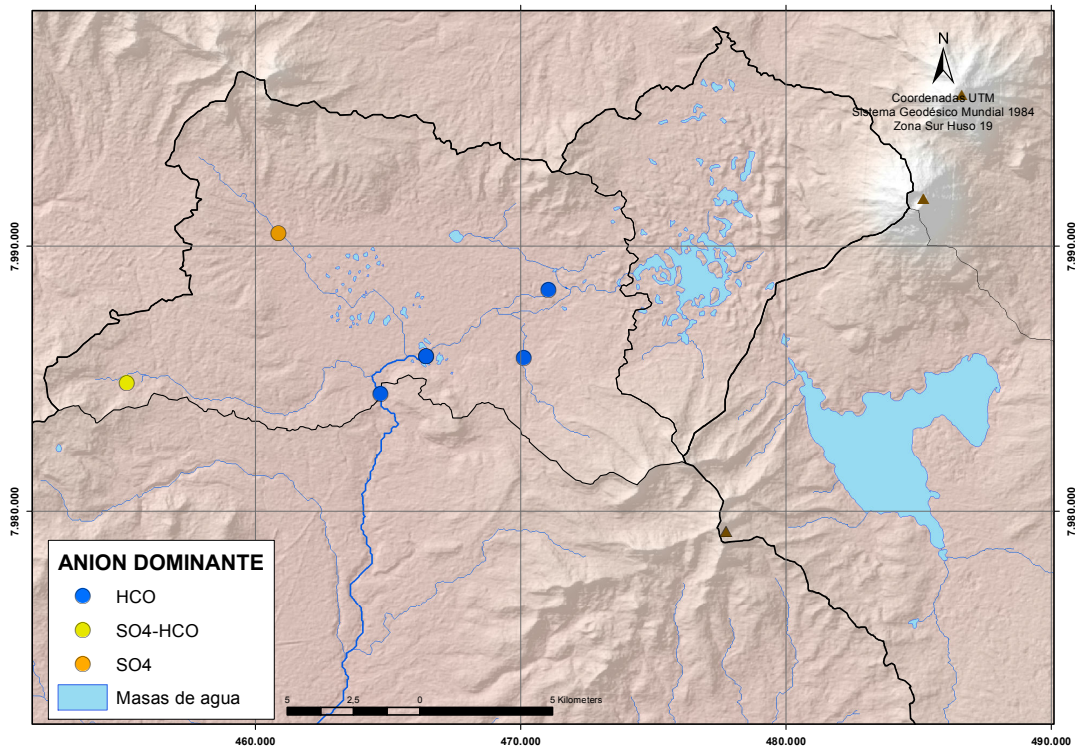 N
Coordenadas UTM
Sistema Geodésico Mundial 1984
Zona Sur Huso 19
7.990.000
7.990.000
7.980.000
7.980.000
ANION DOMINANTE
HCO
SO4-HCO
SO4
Masas de agua
5 2,5 0 5 Kilometers
460.000 470.000 480.000 490.000